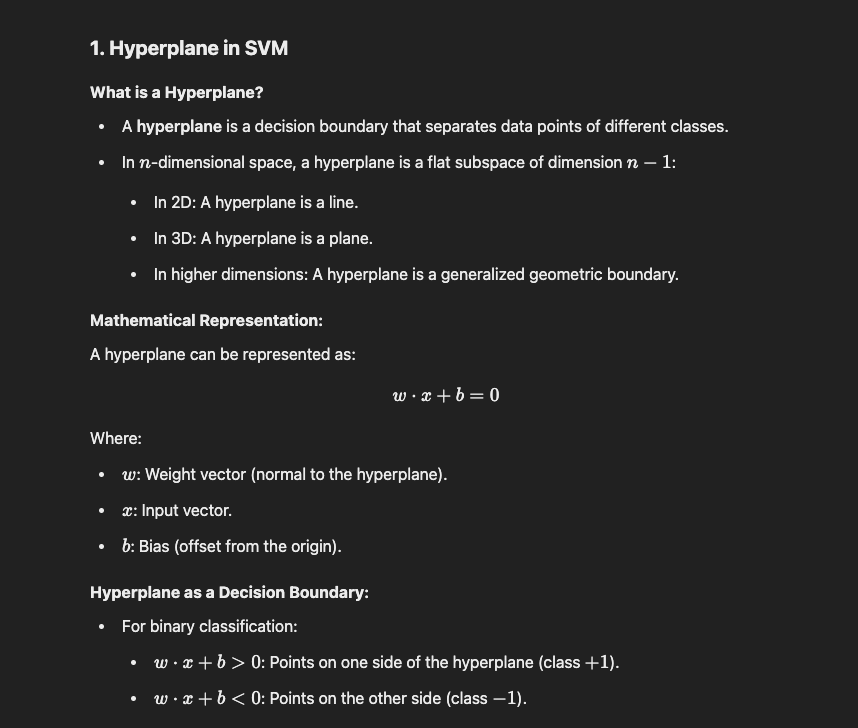 1. Hyperplane in SVM
What is a Hyperplane?
• A hyperplane is a decision boundary that separates data points of different classes.
• In n-dimensional space, a hyperplane is a flat subspace of dimension n − 1:
• In 2D: A hyperplane is a line.
• In 3D: A hyperplane is a plane.
• In higher dimensions: A hyperplane is a generalized geometric boundary.
Mathematical Representation:
A hyperplane can be represented as:
w · x + b = 0
Where:
• w: Weight vector (normal to the hyperplane).
• x: Input vector.
• b: Bias (offset from the origin).
Hyperplane as a Decision Boundary:
• For binary classification:
• w · x + b > 0: Points on one side of the hyperplane (class +1).
• w · x + b < 0: Points on the other side (class −1).